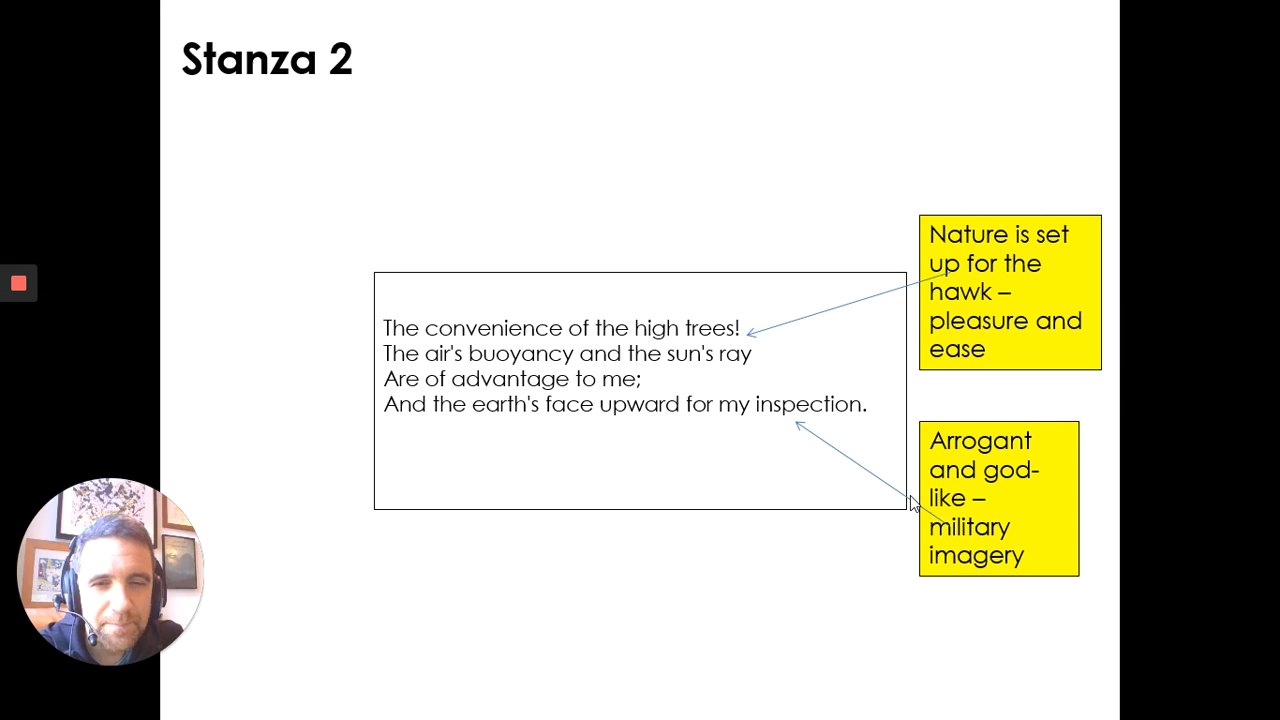 Stanza 2
The convenience of the high trees!
The air's buoyancy and the sun's ray
Are of advantage to me;
And the earth's face upward for my inspection.
Nature is set
up for the
hawk –
pleasure and
ease
Arrogant
and god-
like –
military
imagery